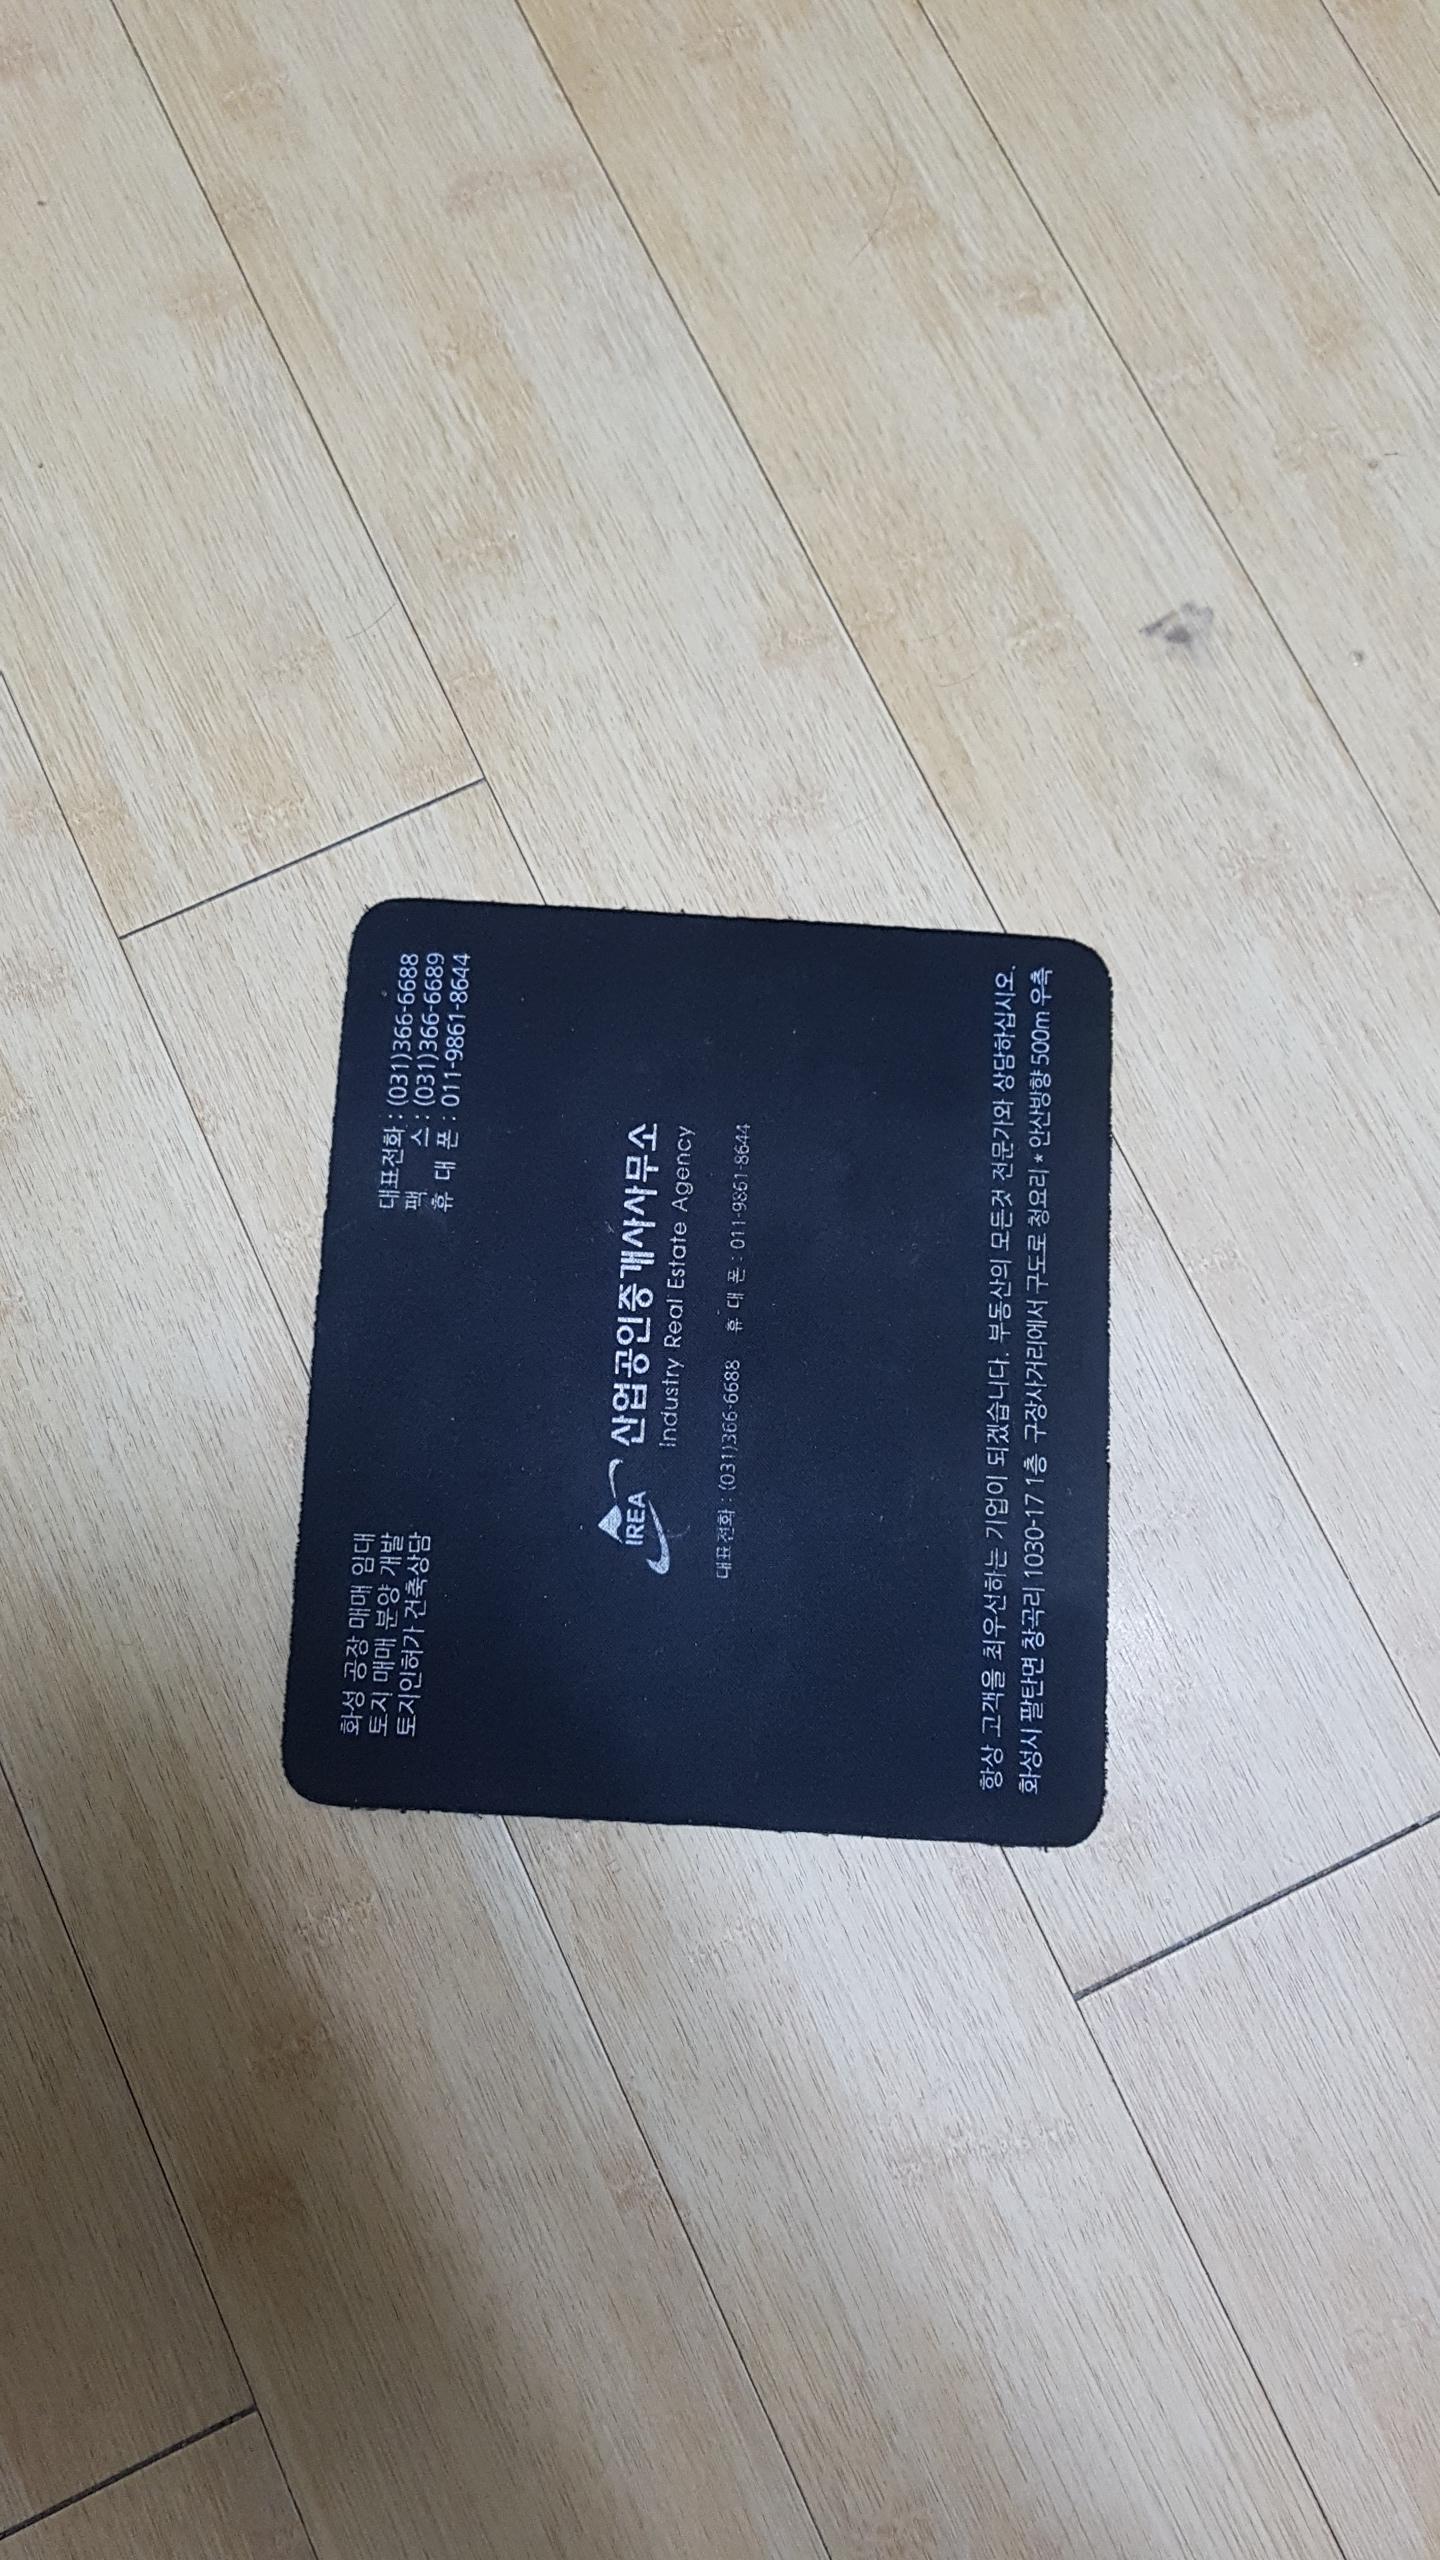 화성 공장 매매 임대
토지 매매 분양 개발
토지인허가 건축상담
대표전화 : (031)366-6688
팩 스 : (031)366-6689
휴 대 폰 : 011-9861-8644
IREA
산업공인중개사사무소
Industry Real Estate Agency
대표전화 : (031)366-6688 휴 대 폰 : 011-9861-8644
항상 고객을 최우선하는 기업이 되겠습니다. 부동산의 모든것 전문가와 상담하십시오.
화성시 팔탄면 창곡리 1030-17 1층 구장사거리에서 구도로 청요리 * 안산방향 500m 우측